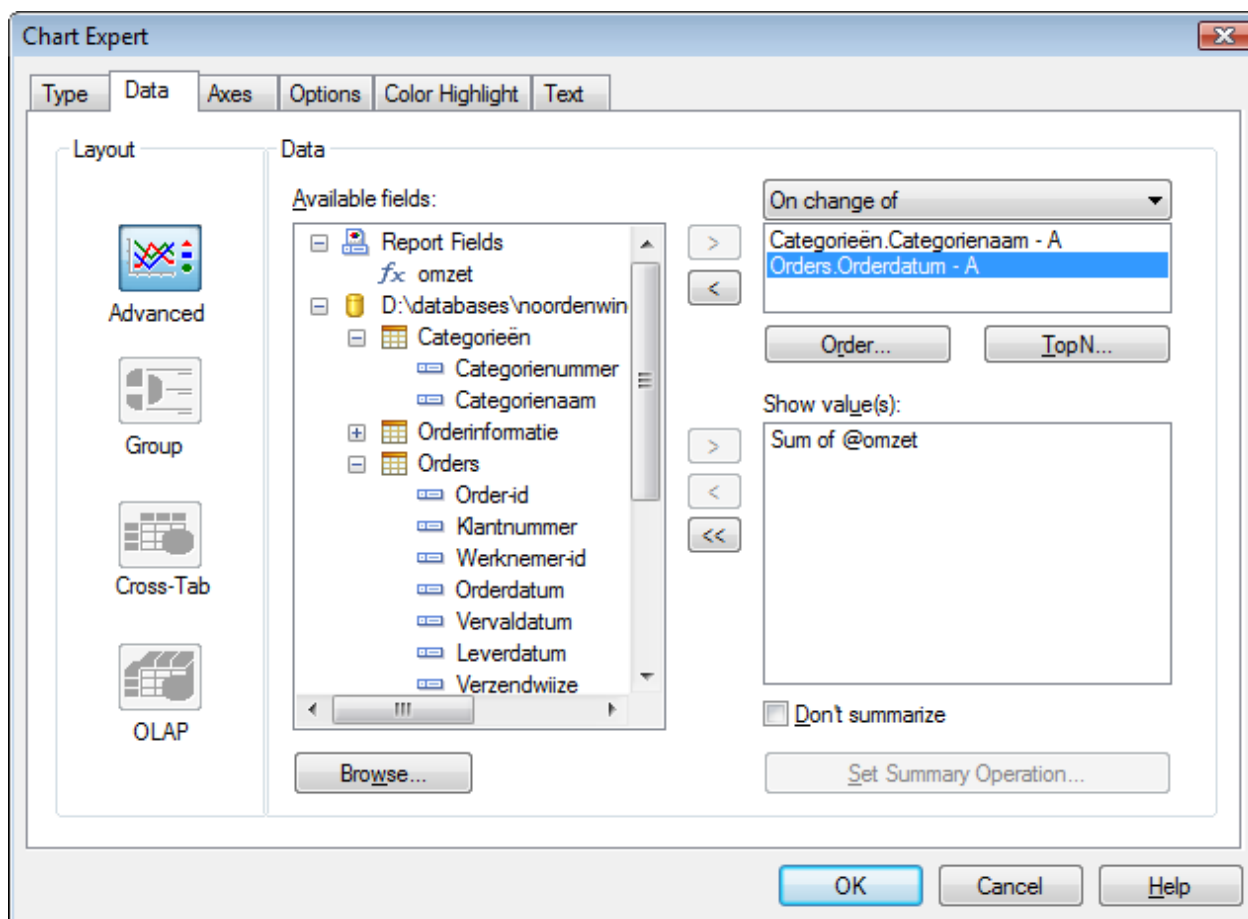 Chart Expert
Type Data Axes Options Color Highlight Text
Layout
Advanced
Group
Cross-Tab
OLAP
Data
Available fields:
Report Fields
fx omzet
D:\databases\noordenwin
Categorieën
Categorienummer
Categorienaam
Orderinformatie
Orders
Order-id
Klantnummer
Werknemer-id
Orderdatum
Vervaldatum
Leverdatum
Verzendwijze
Browse...
On change of
>
<
Categorieën.Categorienaam - A
Orders.Orderdatum - A
Order... TopN...
Show value(s):
>
<
<<
Sum of @omzet
Don't summarize
Set Summary Operation...
OK Cancel Help